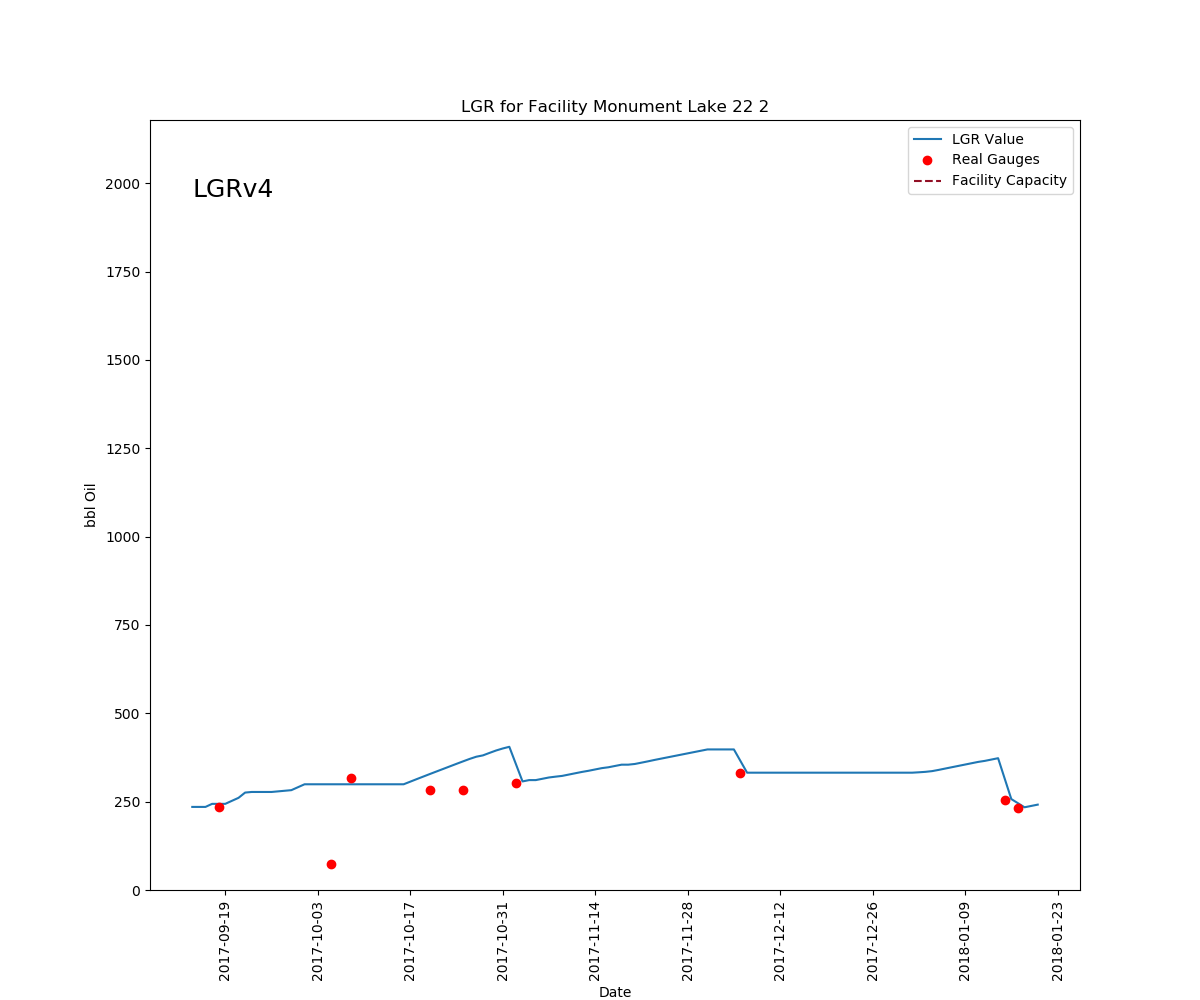 LGR for Facility Monument Lake 22 2
LGR Value
Real Gauges
Facility Capacity
LGRv4
2000
1750
1500
1250
1000
750
500
250
0
bbl Oil
2017-09-19
2017-10-03
2017-10-17
2017-10-31
2017-11-14
2017-11-28
2017-12-12
2017-12-26
2018-01-09
2018-01-23
Date